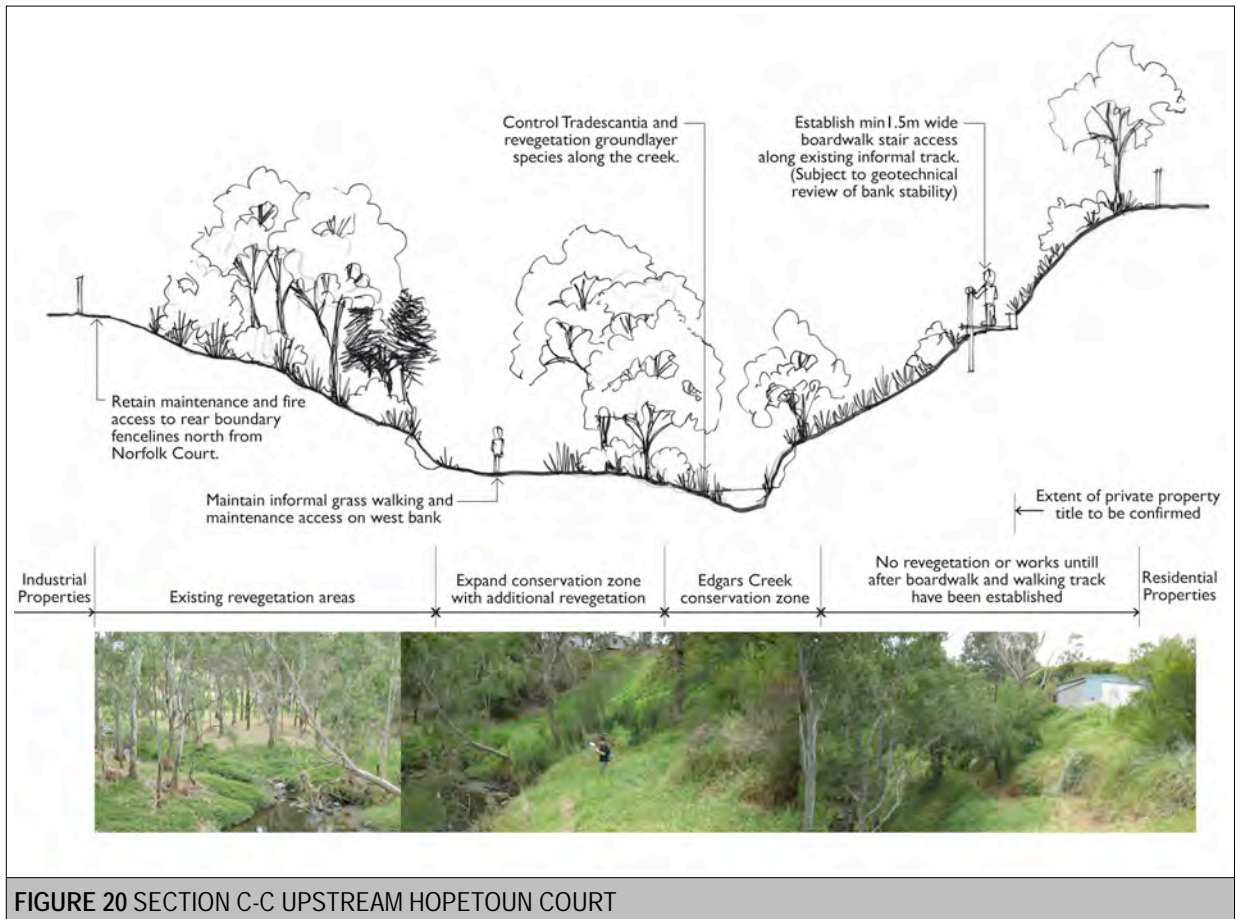 Control Tradescantia and
revegetation groundlayer
species along the creek.
Establish min1.5m wide
boardwalk stair access
along existing informal track.
(Subject to geotechnical
review of bank stability)
Retain maintenance and fire
access to rear boundary
fencelines north from
Norfolk Court.
Maintain informal grass walking and
maintenance access on west bank
Extent of private property
title to be confirmed
Industrial
Properties
Existing revegetation areas
Expand conservation zone
with additional revegetation
Edgars Creek
conservation zone
No revegetation or works untill
after boardwalk and walking track
have been established
Residential
Properties
FIGURE 20 SECTION C-C UPSTREAM HOPETOUN COURT